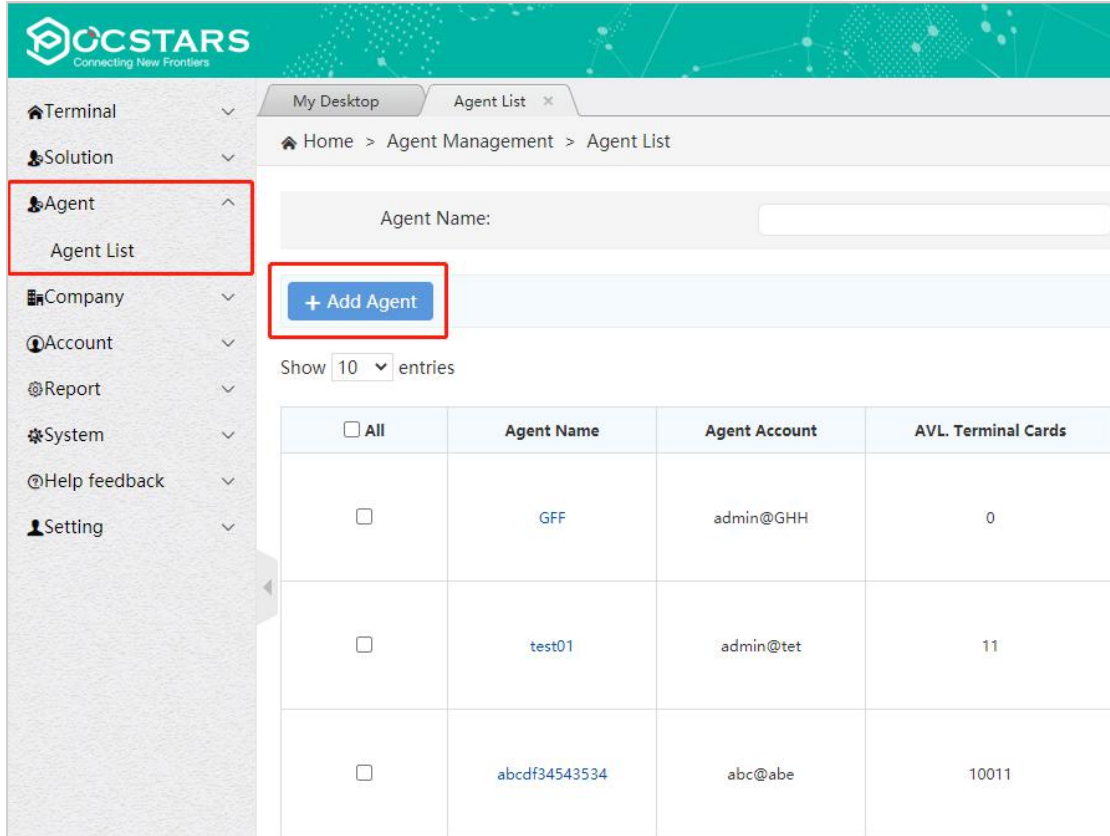 POCSTARS
Connecting New Frontiers
Terminal
Solution
Agent
Agent List
Company
Account
Report
System
Help feedback
Setting
My Desktop
Agent List ×
Home > Agent Management > Agent List
Agent Name:
+ Add Agent
Show 10 entries
All Agent Name Agent Account AVL. Terminal Cards
GFF admin@GHH 0
test01 admin@tet 11
abcdf34543534 abc@abe 10011